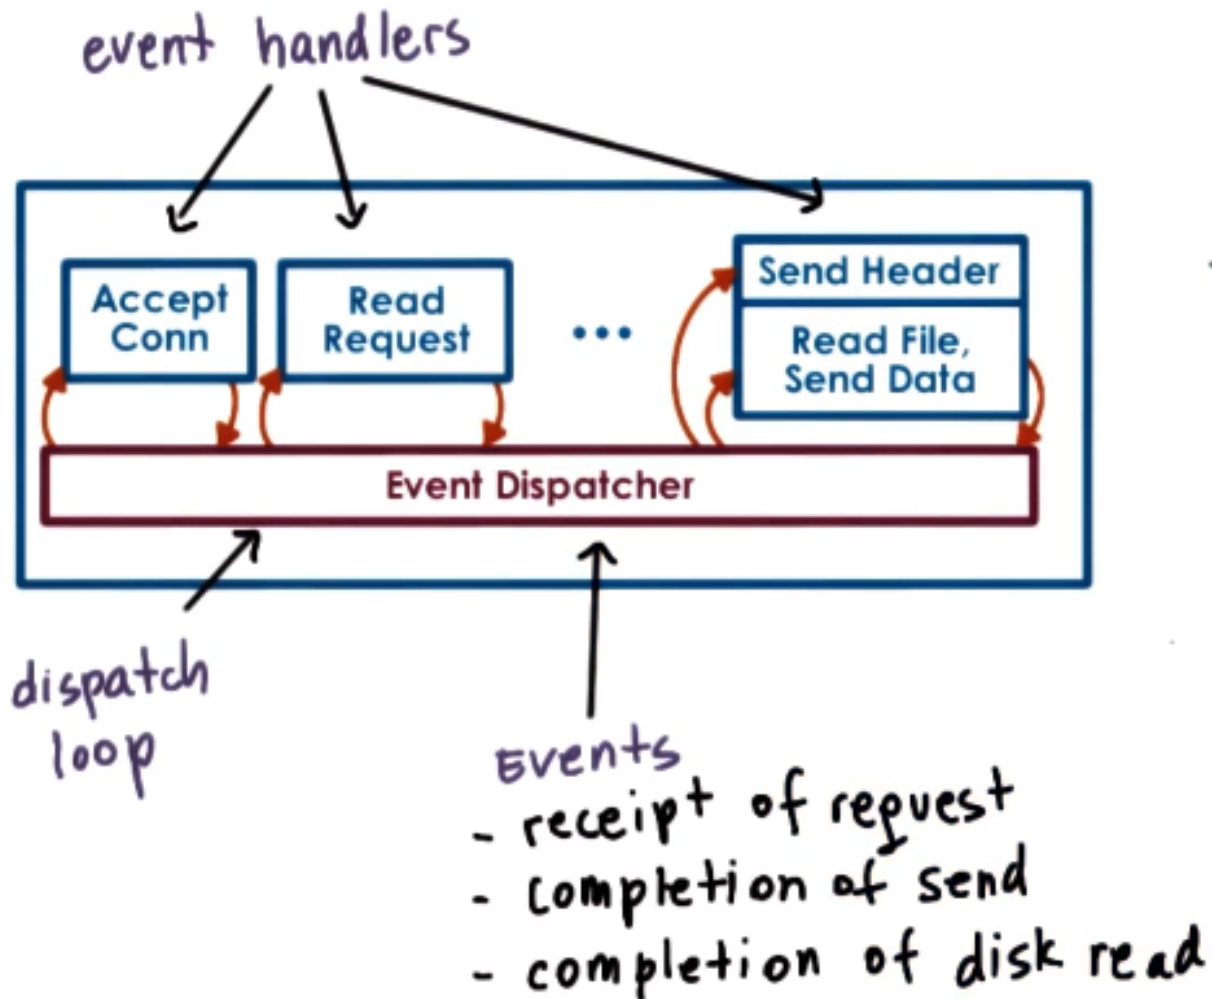 event handlers
Accept
Conn
Read
Request
...
Send Header
Read File,
Send Data
Event Dispatcher
dispatch
loop
Events
- receipt of request
- completion of send
- completion of disk read